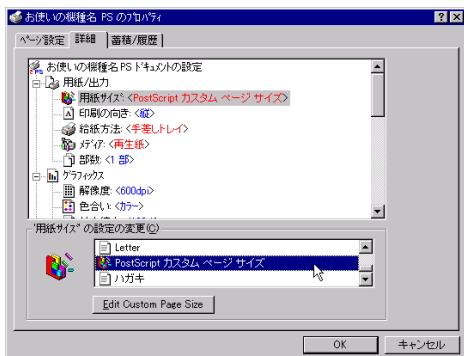 お使いの機種名 PS のプロパティ
ページ設定 詳細 蓄積/履歴
お使いの機種名 PS ドキュメントの設定
用紙/出力
用紙サイズ: <PostScript カスタム ページ サイズ>
印刷の向き: <縦>
給紙方法: <手差しトレイ>
メディア: <再生紙>
部数: <1 部>
グラフィックス
解像度: <600dpi>
色合い: <カラー>
"用紙サイズ" の設定の変更(C)
Letter
PostScript カスタム ページ サイズ
ハガキ
Edit Custom Page Size
OK キャンセル